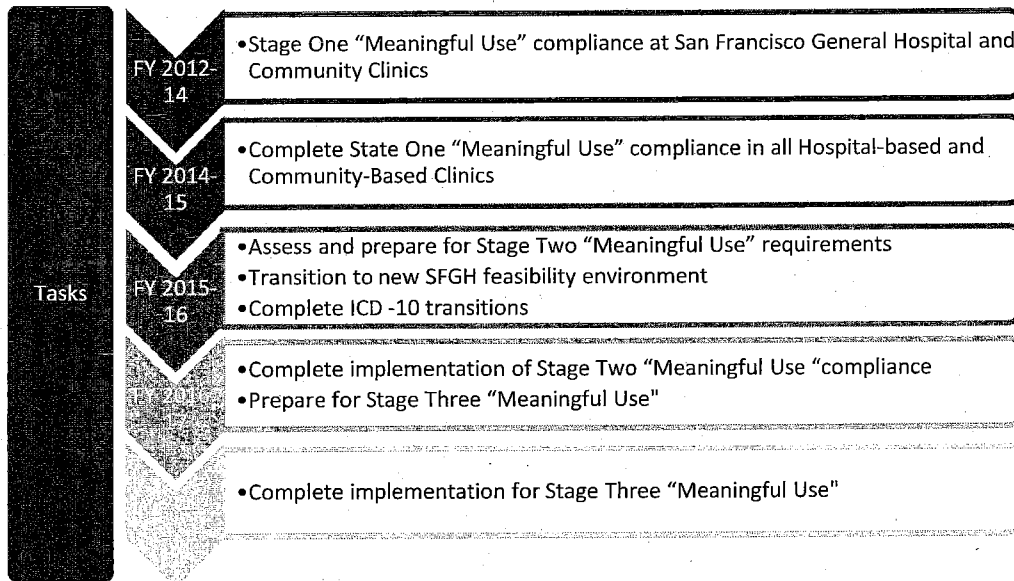 Tasks
FY 2012-
14
•Stage One “Meaningful Use” compliance at San Francisco General Hospital and
Community Clinics
FY 2014-
15
•Complete State One “Meaningful Use” compliance in all Hospital-based and
Community-Based Clinics
FY 2015-
16
•Assess and prepare for Stage Two “Meaningful Use” requirements
•Transition to new SFGH feasibility environment
•Complete ICD -10 transitions
•Complete implementation of Stage Two “Meaningful Use “compliance
•Prepare for Stage Three “Meaningful Use"
•Complete implementation for Stage Three “Meaningful Use"